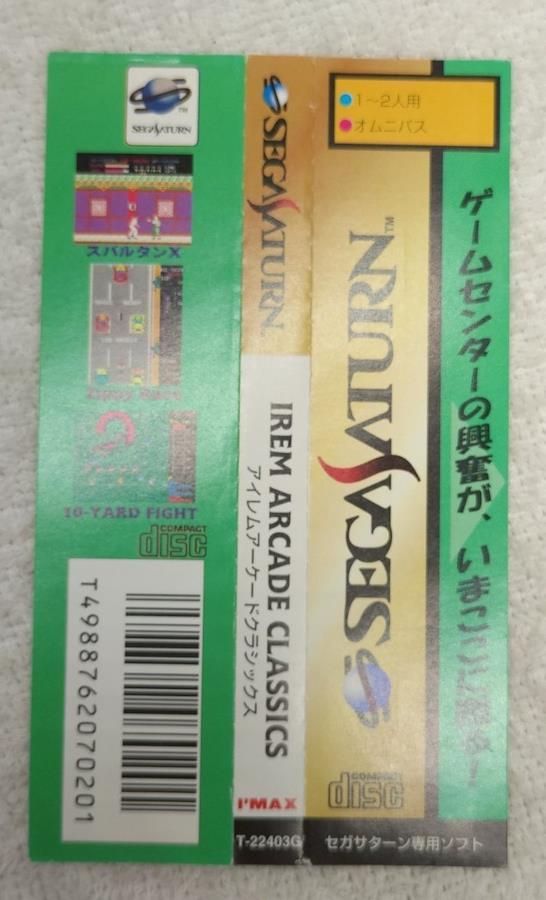 SEGA SATURN
スパルタンX
Zippy Race
10-YARD FIGHT
COMPACT
disc
T4988762070201
SEGA SATURN
IREM ARCADE CLASSICS
アイレムアーケードクラシックス
I'MAX
T-22403G
1〜2人用
オムニバス
SEGA SATURN™
COMPACT
disc
セガサターン専用ソフト
ゲームセンターの興奮が、いまここに蘇る!